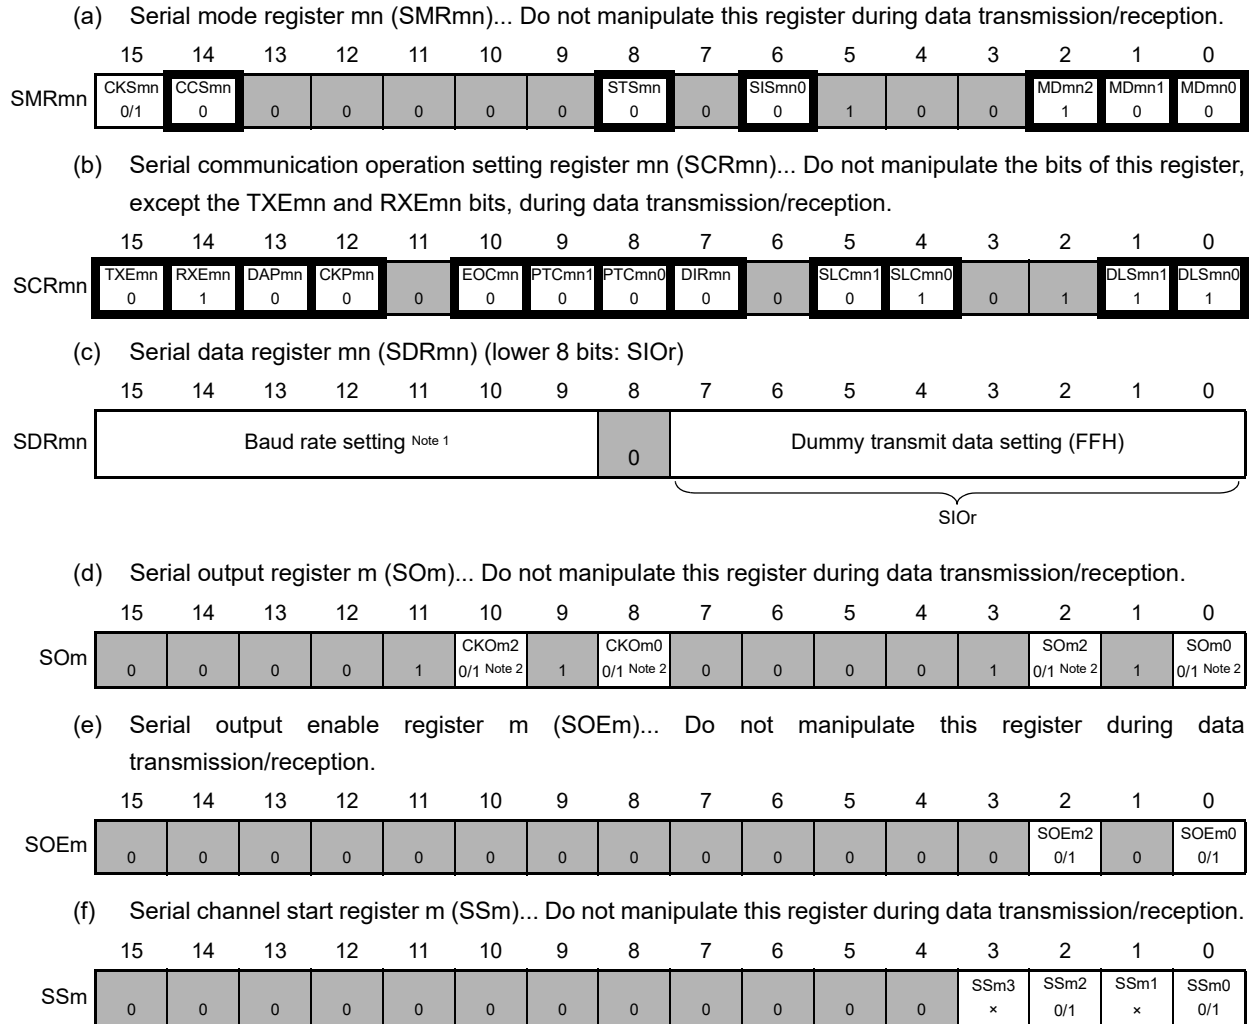 (a) Serial mode register mn (SMRmn)... Do not manipulate this register during data transmission/reception.
15 14 13 12 11 10 9 8 7 6 5 4 3 2 1 0
CKSmn CCSmn STSmn SISmn0 MDmn2 MDmn1 MDmn0
SMRmn
0/1 0 0 0 0 0 0 0 0 0 1 0 0 1 0 0
(b) Serial communication operation setting register mn (SCRmn)... Do not manipulate the bits of this register,
except the TXEmn and RXEmn bits, during data transmission/reception.
15 14 13 12 11 10 9 8 7 6 5 4 3 2 1 0
TXEmn RXEmn DAPmn CKPmn EOCmn PTCmn1 PTCmn0 DIRmn SLCmn1 SLCmn0 DLSmn1 DLSmn0
SCRmn
0 1 0 0 0 0 0 0 0 0 0 1 0 1 1 1
(c) Serial data register mn (SDRmn) (lower 8 bits: SIOr)
15 14 13 12 11 10 9 8 7 6 5 4 3 2 1 0
SDRmn Baud rate setting Note 1 Dummy transmit data setting (FFH)
0
SIOr
(d) Serial output register m (SOm)... Do not manipulate this register during data transmission/reception.
15 14 13 12 11 10 9 8 7 6 5 4 3 2 1 0
CKOm2 CKOm0 SOm2 SOm0
SOm
0 0 0 0 1 0/1 Note 2 1 0/1 Note 2 0 0 0 0 1 0/1 Note 2 1 0/1 Note 2
(e) Serial output enable register m (SOEm)... Do not manipulate this register during data
transmission/reception.
15 14 13 12 11 10 9 8 7 6 5 4 3 2 1 0
SOEm2 SOEm0
SOEm
0 0 0 0 0 0 0 0 0 0 0 0 0 0/1 0 0/1
(f) Serial channel start register m (SSm)... Do not manipulate this register during data transmission/reception.
15 14 13 12 11 10 9 8 7 6 5 4 3 2 1 0
SSm3 SSm2 SSm1 SSm0
SSm
0 0 0 0 0 0 0 0 0 0 0 0 × 0/1 × 0/1